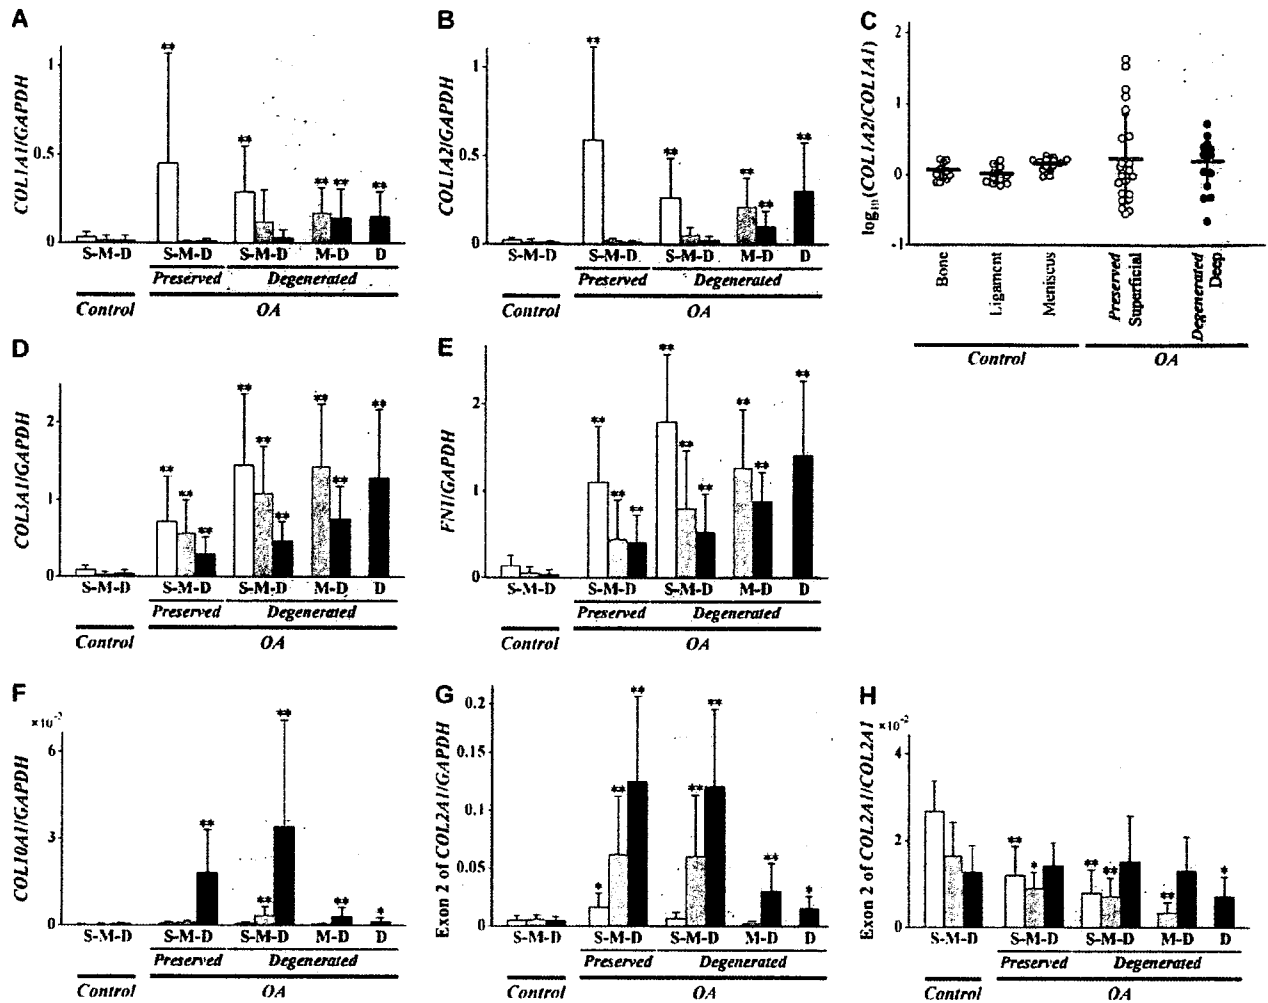 A
COL1A1/GAPDH
1
0.5
0
**
**
** ** **
S-M-D S-M-D S-M-D M-D D
Preserved Degenerated
Control OA
B
COL1A2/GAPDH
1
0.5
0
**
**
** ** **
S-M-D S-M-D S-M-D M-D D
Preserved Degenerated
Control OA
C
log10(COL1A2/COL1A1)
2
1
0
-1
Bone
Ligament
Meniscus
Preserved
Superficial
Degenerated
Deep
Control OA
D
COL3A1/GAPDH
2
1
0
** ** **
** ** **
** ** **
S-M-D S-M-D S-M-D M-D D
Preserved Degenerated
Control OA
E
FN1/GAPDH
2
1
0
** ** **
** ** **
** ** **
S-M-D S-M-D S-M-D M-D D
Preserved Degenerated
Control OA
F
COL10A1/GAPDH
6
3
0
**
** **
** *
S-M-D S-M-D S-M-D M-D D
Preserved Degenerated
Control OA
G
Exon 2 of COL2A1/GAPDH
0.2
0.15
0.1
0.05
0
* ** **
** **
** *
S-M-D S-M-D S-M-D M-D D
Preserved Degenerated
Control OA
H
Exon 2 of COL2A1/COL2A1
×10-2
4
2
0
** *
** **
** *
S-M-D S-M-D S-M-D M-D D
Preserved Degenerated
Control OA